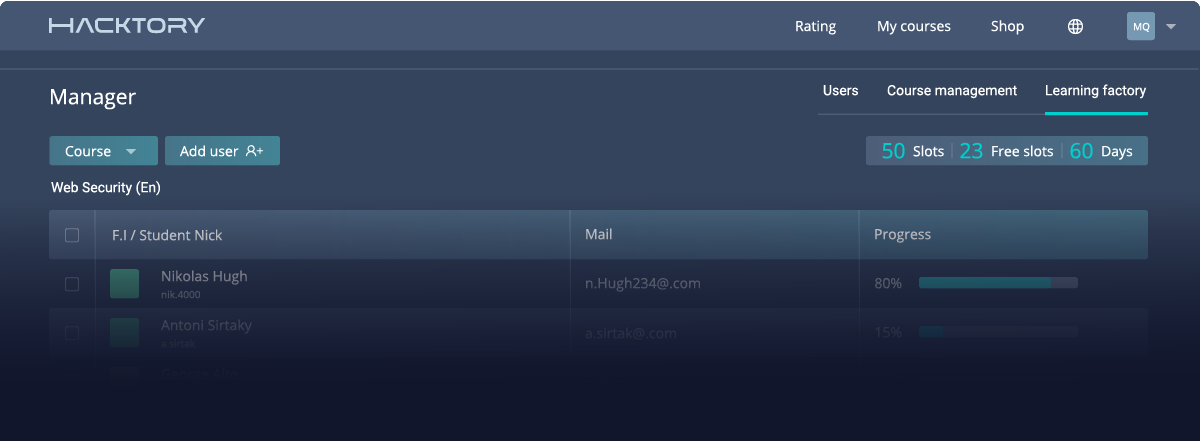 HACKTORY
Rating My courses Shop MQ
Manager
Users Course management Learning factory
Course Add user
50 Slots 23 Free slots 60 Days
Web Security (En)
F.I / Student Nick Mail Progress
Nikolas Hugh n.Hugh234@.com 80%
nik.4000
Antoni Sirtaky a.sirtak@.com 15%
a.sirtak